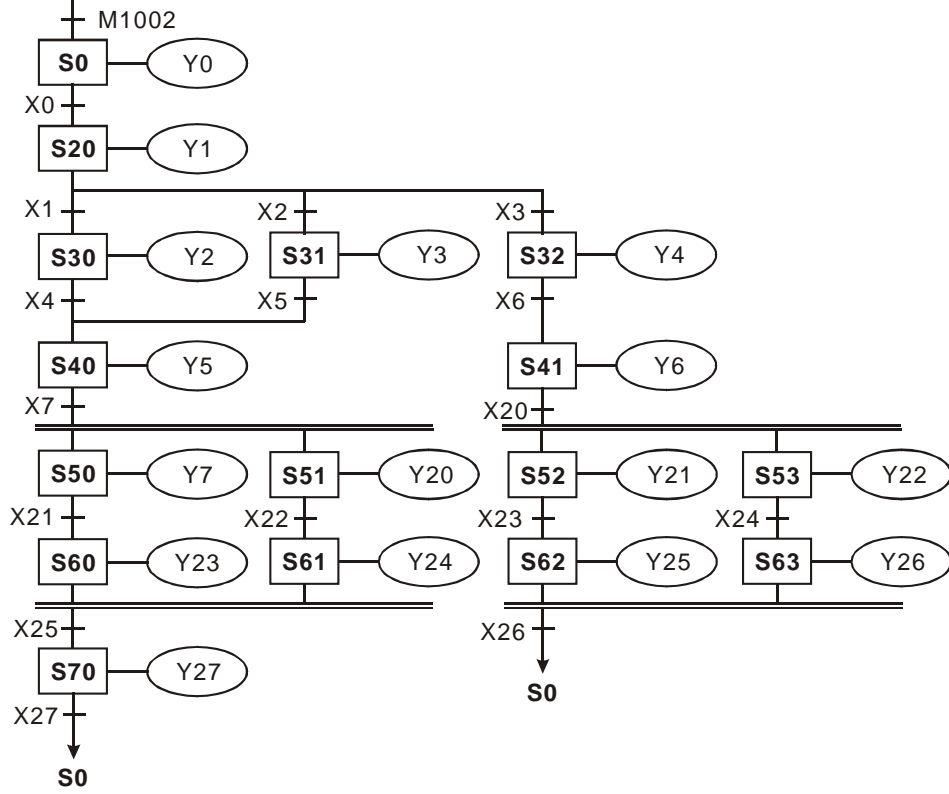 M1002
S0 Y0
X0
S20 Y1
X1 X2 X3
S30 Y2 S31 Y3 S32 Y4
X4 X5 X6
S40 Y5 S41 Y6
X7 X20
S50 Y7 S51 Y20 S52 Y21 S53 Y22
X21 X22 X23 X24
S60 Y23 S61 Y24 S62 Y25 S63 Y26
X25 X26
S70 Y27 S0
X27
S0